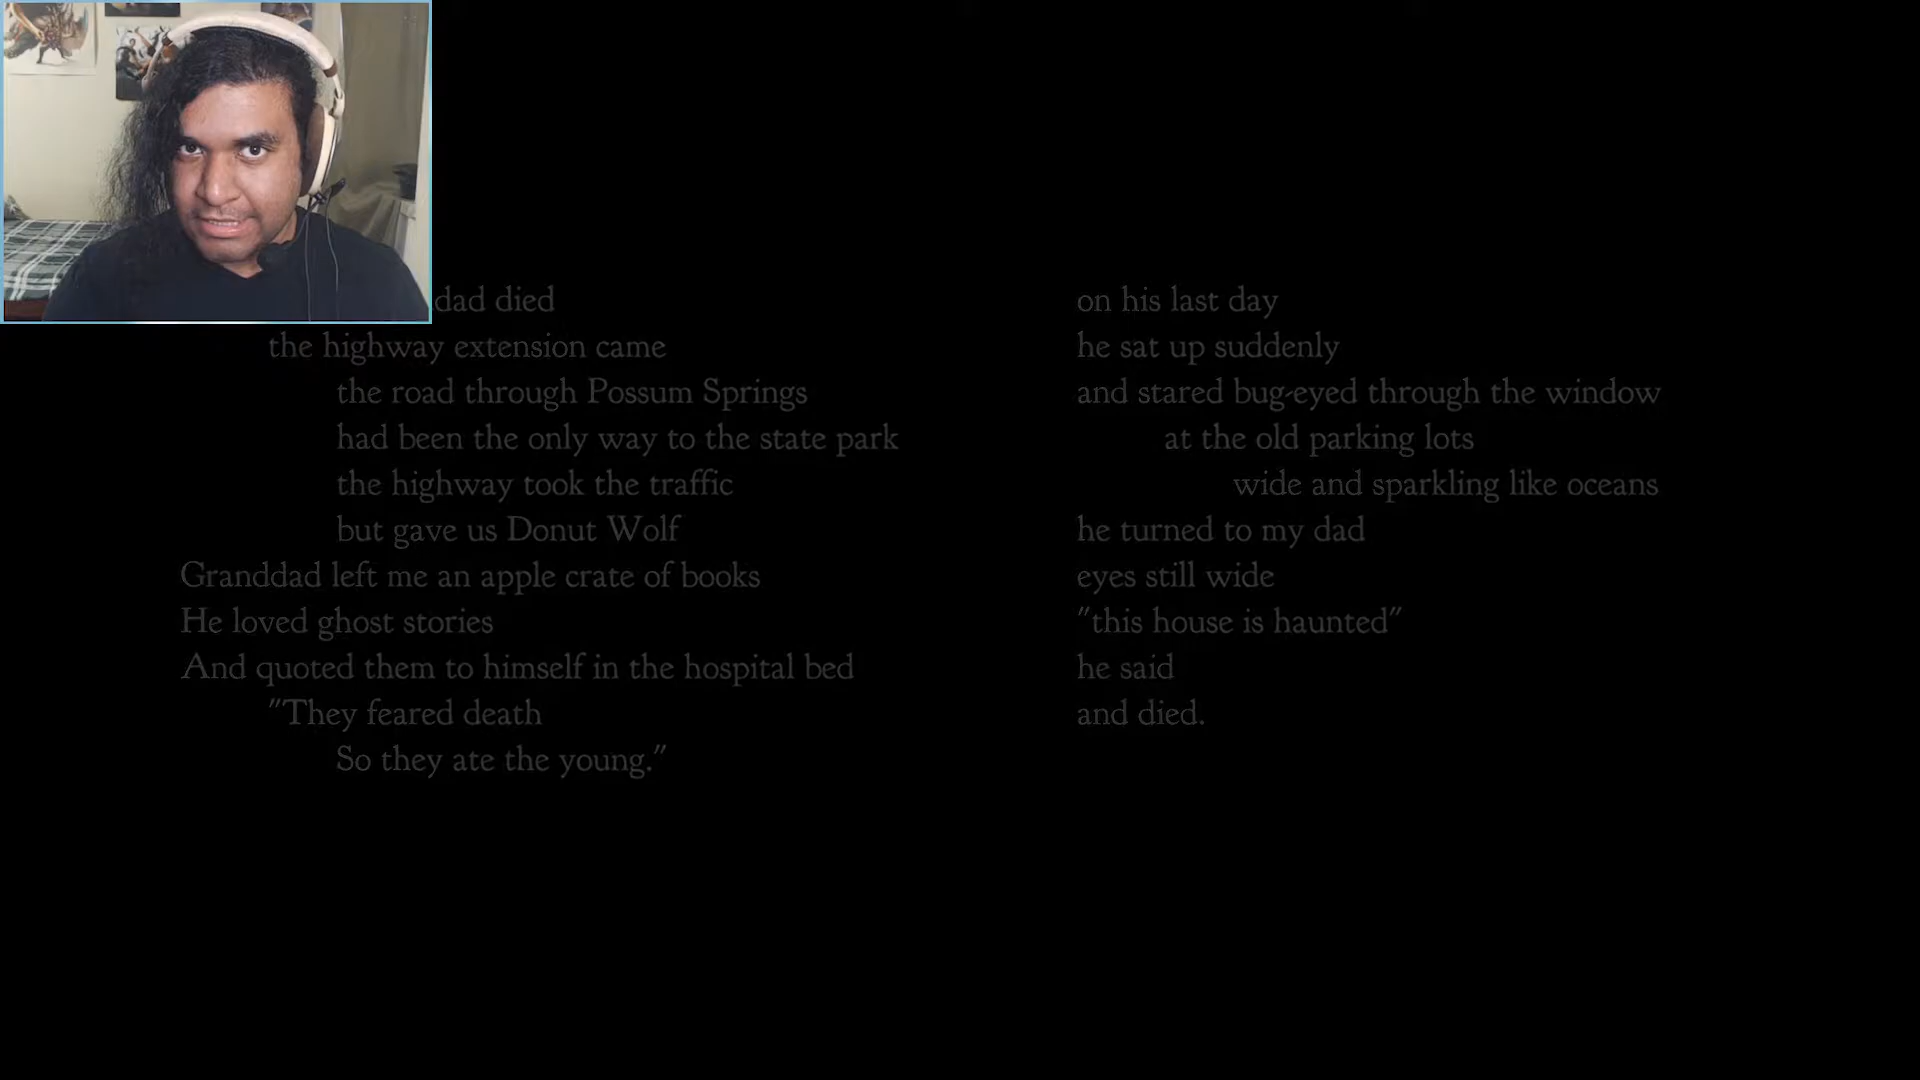 dad died
the highway extension came
the road through Possum Springs
had been the only way to the state park
the highway took the traffic
but gave us Donut Wolf
Granddad left me an apple crate of books
He loved ghost stories
And quoted them to himself in the hospital bed
"They feared death
So they ate the young."
on his last day
he sat up suddenly
and stared bug-eyed through the window
at the old parking lots
wide and sparkling like oceans
he turned to my dad
eyes still wide
"this house is haunted"
he said
and died.